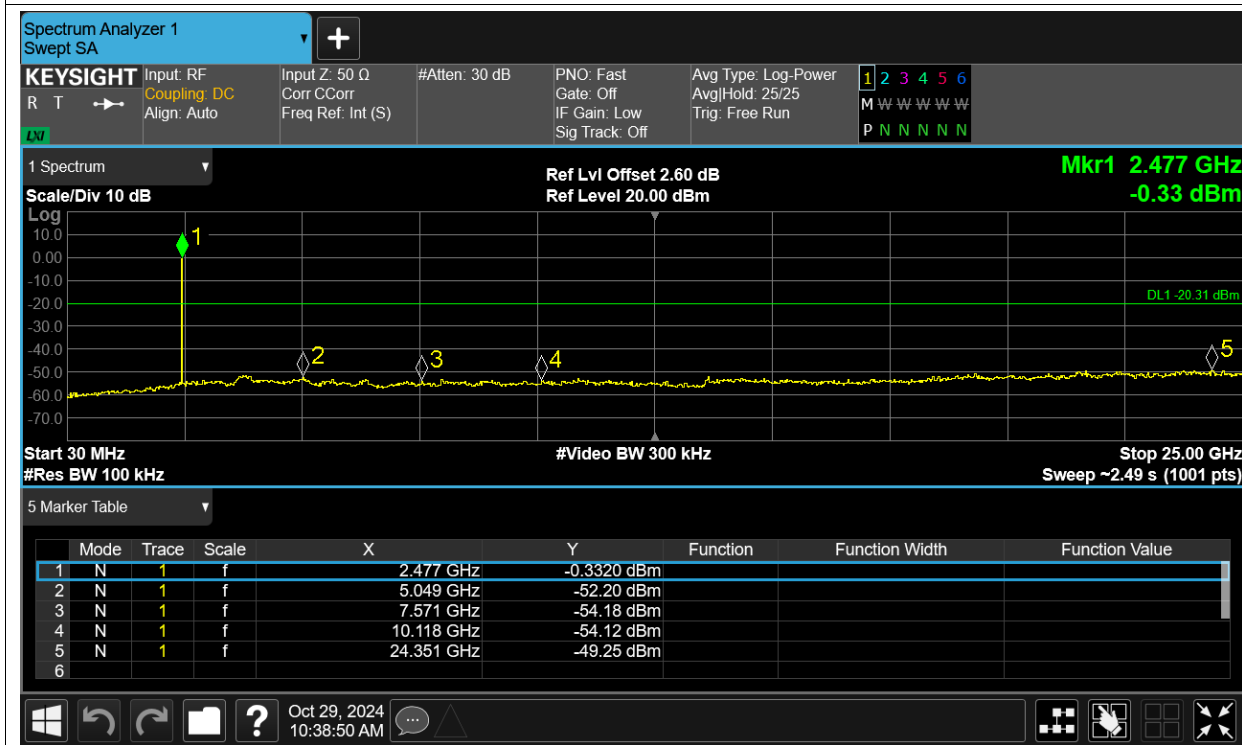 Spectrum Analyzer 1
Swept SA
KEYSIGHT
R T
LXI
Input: RF
Coupling: DC
Align: Auto
Input Z: 50 Ω
Corr CCorr
Freq Ref: Int (S)
#Atten: 30 dB
PNO: Fast
Gate: Off
IF Gain: Low
Sig Track: Off
Avg Type: Log-Power
Avg|Hold: 25/25
Trig: Free Run
1 2 3 4 5 6
M W W W W W
P N N N N N
1 Spectrum
Scale/Div 10 dB
Ref Lvl Offset 2.60 dB
Ref Level 20.00 dBm
Mkr1 2.477 GHz
-0.33 dBm
Log
10.0
0.00
-10.0
-20.0
-30.0
-40.0
-50.0
-60.0
-70.0
1
2
3
4
5
DL1 -20.31 dBm
Start 30 MHz
#Video BW 300 kHz
Stop 25.00 GHz
#Res BW 100 kHz
Sweep ~2.49 s (1001 pts)
5 Marker Table
Mode Trace Scale X Y Function Function Width Function Value
1 N 1 f 2.477 GHz -0.3320 dBm
2 N 1 f 5.049 GHz -52.20 dBm
3 N 1 f 7.571 GHz -54.18 dBm
4 N 1 f 10.118 GHz -54.12 dBm
5 N 1 f 24.351 GHz -49.25 dBm
6
?
Oct 29, 2024
10:38:50 AM